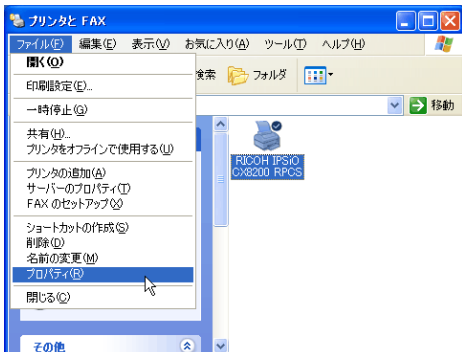 プリンタと FAX
ファイル(F) 編集(E) 表示(V) お気に入り(A) ツール(T) ヘルプ(H)
開く(O)
検索 フォルダ
印刷設定(E)...
一時停止(G)
移動
共有(H)...
プリンタをオフラインで使用する(U)
プリンタの追加(A)
サーバーのプロパティ(T)
FAX のセットアップ(X)
ショートカットの作成(S)
削除(D)
名前の変更(M)
プロパティ(R)
閉じる(C)
その他
RICOH IPSiO
CX8200 RPCS